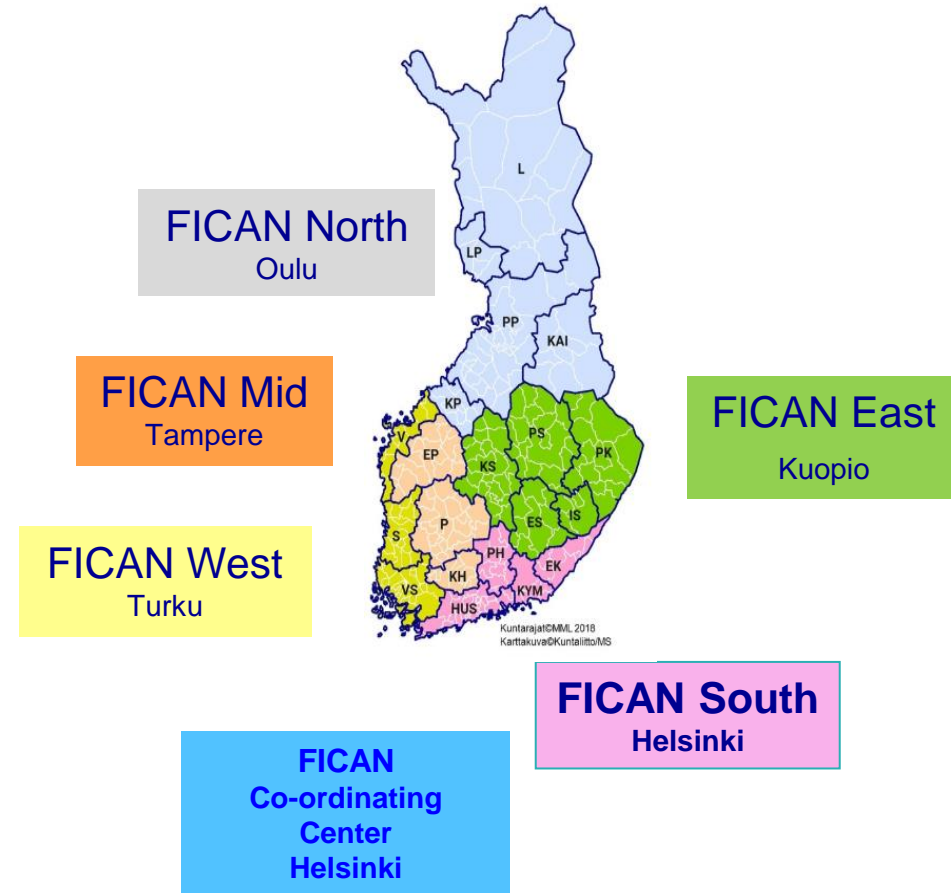 L
FICAN North
Oulu
LP
PP
KAI
FICAN Mid
Tampere
KP
V
EP
KS
PS
PK
FICAN East
Kuopio
S
P
ES
IS
PH
EK
FICAN West
Turku
VS
KH
HUS
KYM
Kuntarajat©MML 2018
Karttakuva©Kuntaliitto/MS
FICAN South
Helsinki
FICAN
Co-ordinating
Center
Helsinki